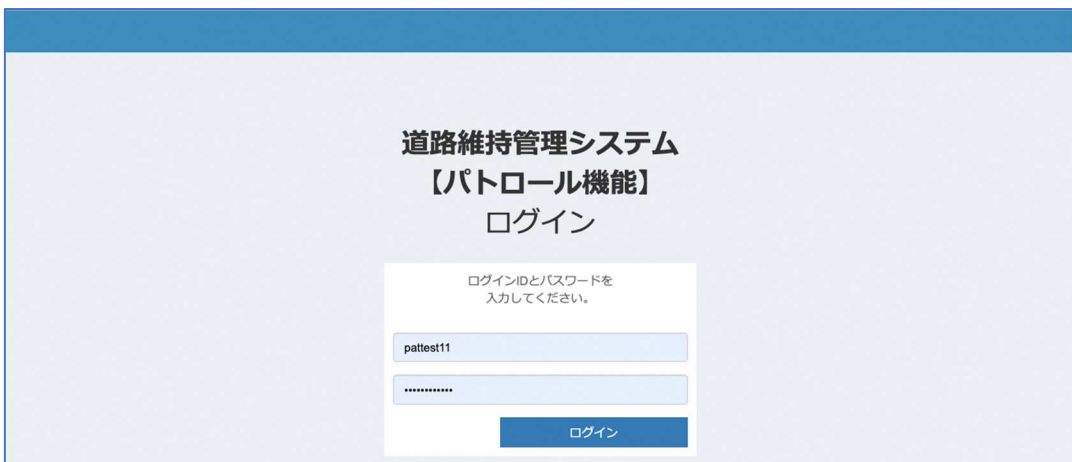 道路維持管理システム
【パトロール機能】
ログイン
ログインIDとパスワードを
入力してください。
pattest11
••••••••••••
ログイン